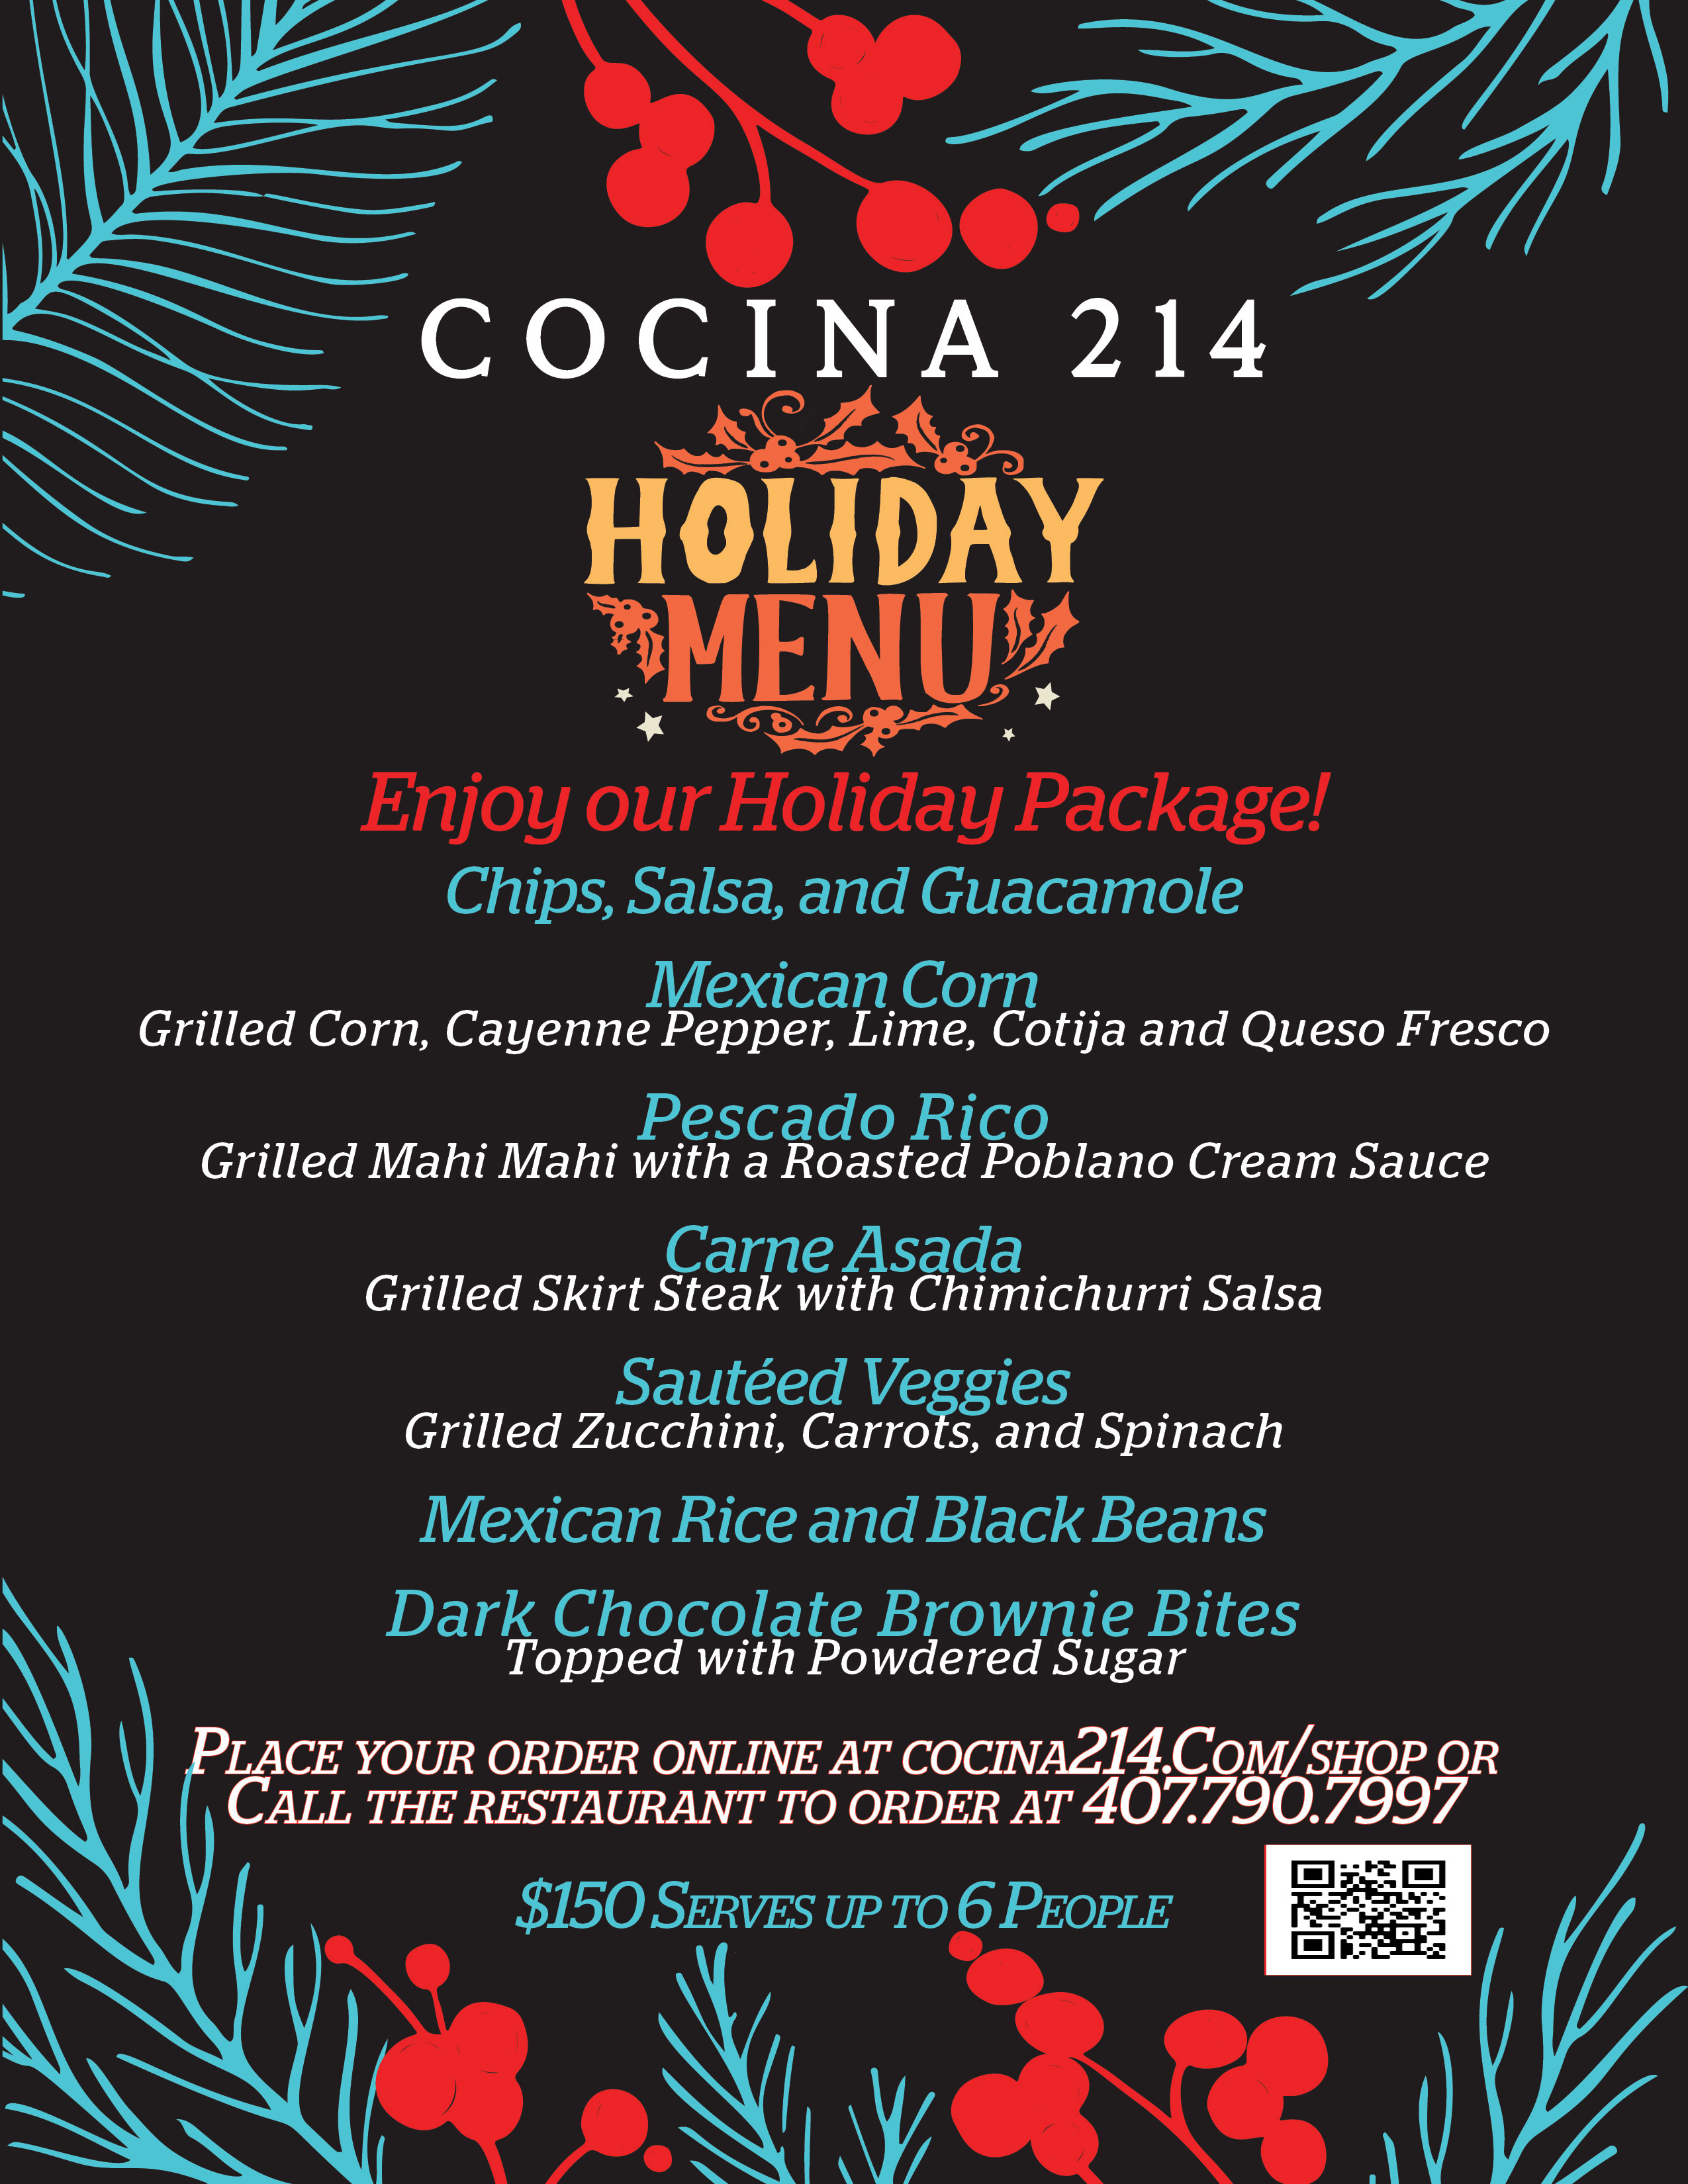 COCINA 214
HOLIDAY
MENU
Enjoy our Holiday Package!
Chips, Salsa, and Guacamole
Mexican Corn
Grilled Corn, Cayenne Pepper, Lime, Cotija and Queso Fresco
Pescado Rico
Grilled Mahi Mahi with a Roasted Poblano Cream Sauce
Carne Asada
Grilled Skirt Steak with Chimichurri Salsa
Sautéed Veggies
Grilled Zucchini, Carrots, and Spinach
Mexican Rice and Black Beans
Dark Chocolate Brownie Bites
Topped with Powdered Sugar
Place your order online at cocina214.Com/shop or
Call the restaurant to order at 407.790.7997
$150 Serves up to 6 People